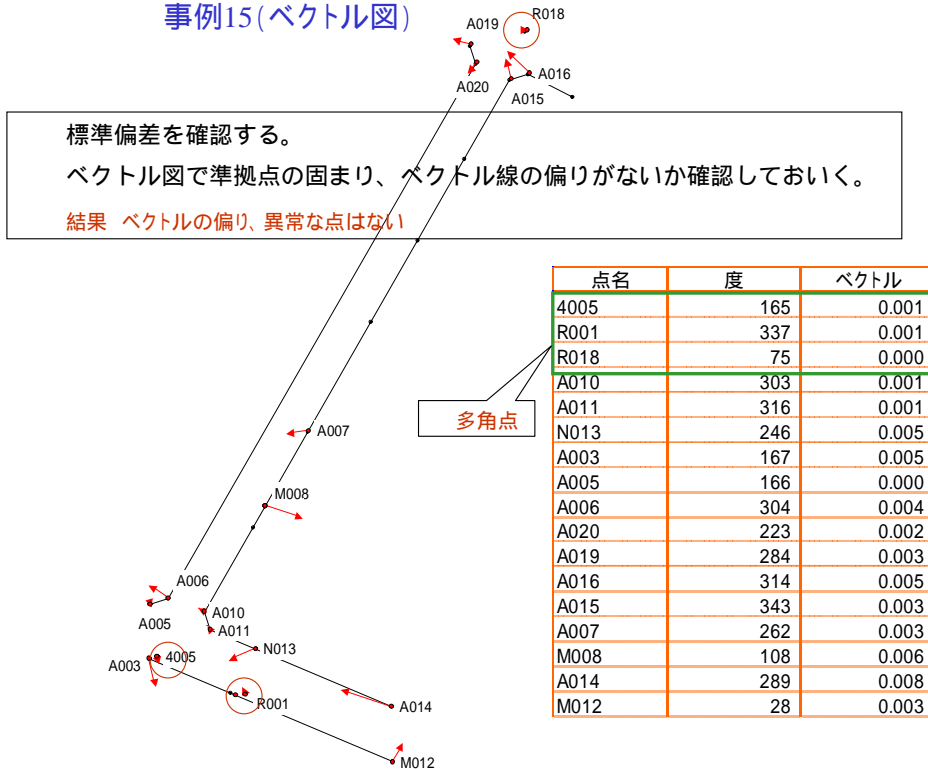 事例15(ベクトル図)
A019
R018
A020
A016
A015
標準偏差を確認する。
ベクトル図で準拠点の固まり、ベクトル線の偏りがないか確認しておいく。
結果 ベクトルの偏り、異常な点はない
点名 度 ベクトル
4005 165 0.001
R001 337 0.001
R018 75 0.000
A010 303 0.001
A011 316 0.001
N013 246 0.005
A003 167 0.005
A005 166 0.000
A006 304 0.004
A020 223 0.002
A019 284 0.003
A016 314 0.005
A015 343 0.003
A007 262 0.003
M008 108 0.006
A014 289 0.008
M012 28 0.003
多角点
A007
M008
A006
A005
A010
A011
N013
A003
4005
R001
A014
M012